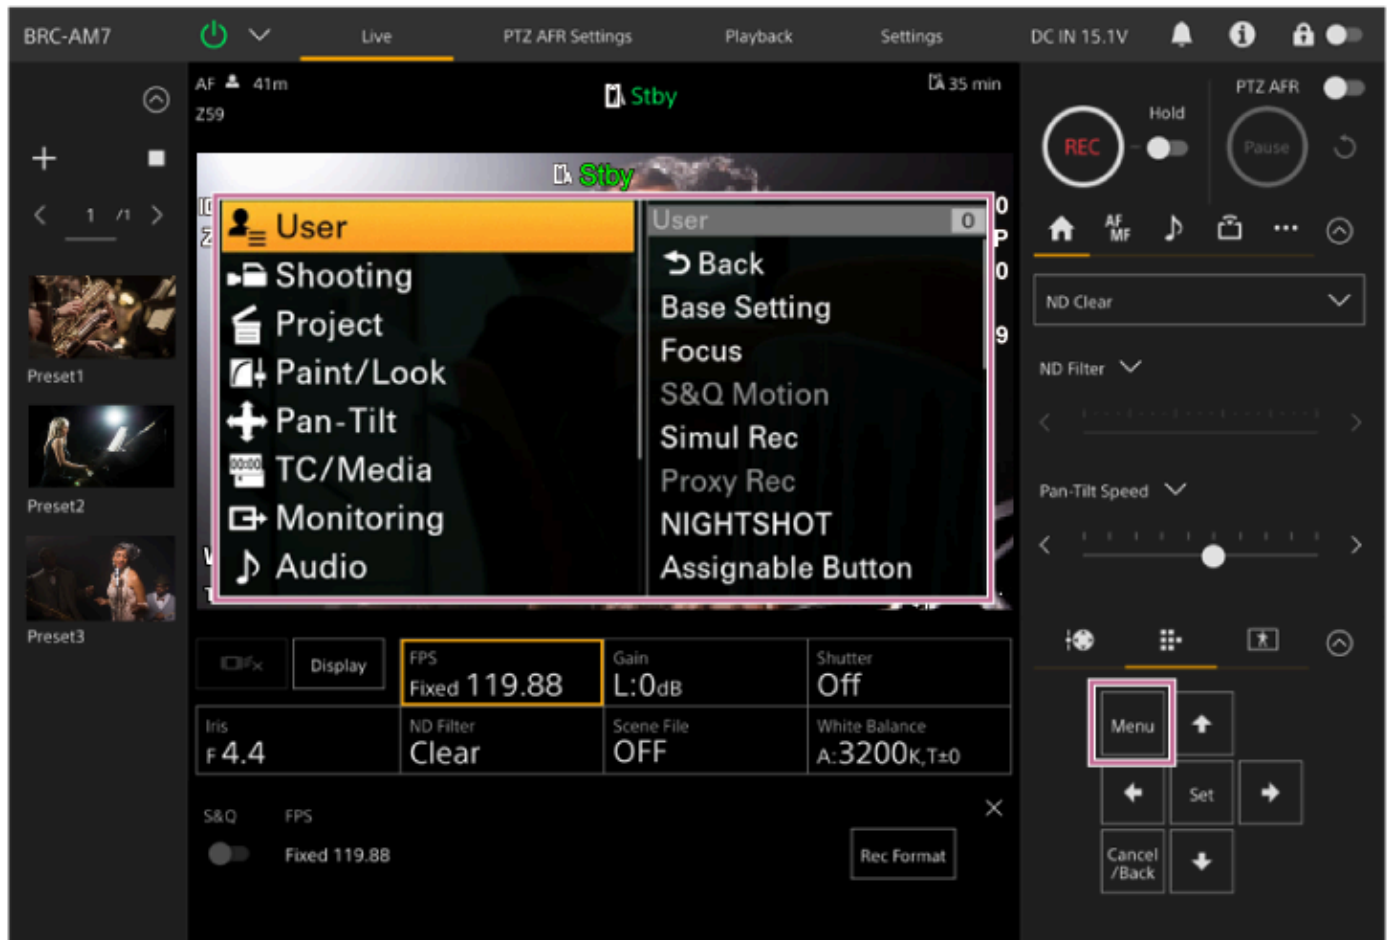 BRC-AM7
Live
PTZ AFR Settings
Playback
Settings
DC IN 15.1V
AF 41m
Z59
Stby
35 min
1 /1
Preset1
Preset2
Preset3
Stby
0
P
0
9
User
Shooting
Project
Paint/Look
Pan-Tilt
TC/Media
Monitoring
Audio
User 0
Back
Base Setting
Focus
S&Q Motion
Simul Rec
Proxy Rec
NIGHTSHOT
Assignable Button
Display
FPS
Fixed 119.88
Gain
L:0dB
Shutter
Off
Iris
F4.4
ND Filter
Clear
Scene File
OFF
White Balance
A:3200K,T±0
S&Q
FPS
Fixed 119.88
Rec Format
REC
Hold
PTZ AFR
Pause
AF
MF
ND Clear
ND Filter
Pan-Tilt Speed
Menu
Set
Cancel
/Back